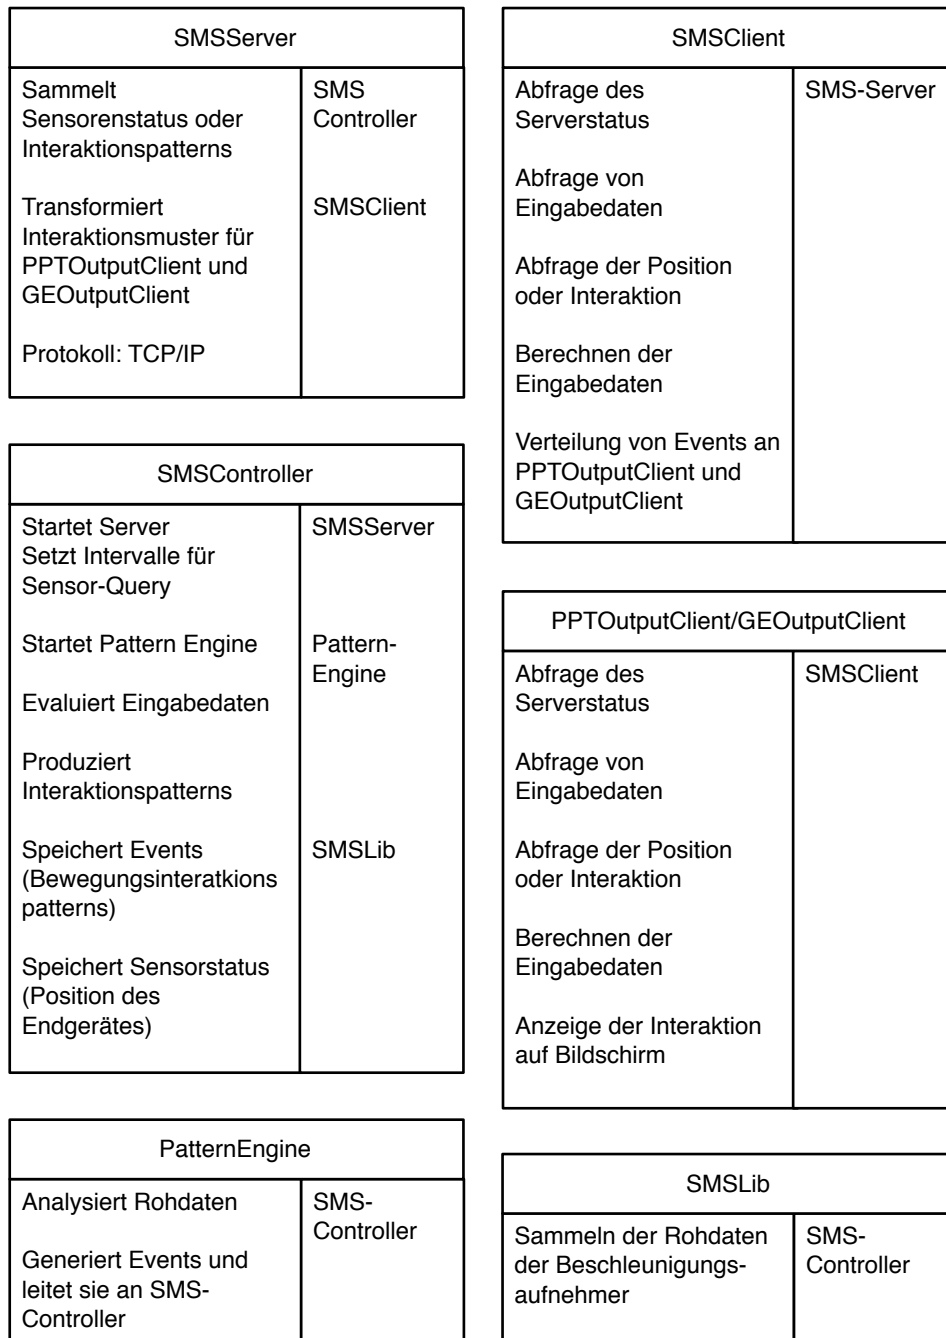 SMSServer
Sammelt
Sensorenstatus oder
Interaktionspatterns
SMS
Controller
Transformiert
Interaktionsmuster für
PPTOutputClient und
GEOutputClient
SMSClient
Protokoll: TCP/IP
SMSController
Startet Server
Setzt Intervalle für
Sensor-Query
SMSServer
Startet Pattern Engine
Pattern-
Engine
Evaluiert Eingabedaten
Produziert
Interaktionspatterns
Speichert Events
(Bewegungsinteratkions
patterns)
SMSLib
Speichert Sensorstatus
(Position des
Endgerätes)
PatternEngine
Analysiert Rohdaten
SMS-
Controller
Generiert Events und
leitet sie an SMS-
Controller
SMSClient
Abfrage des
Serverstatus
SMS-Server
Abfrage von
Eingabedaten
Abfrage der Position
oder Interaktion
Berechnen der
Eingabedaten
Verteilung von Events an
PPTOutputClient und
GEOutputClient
PPTOutputClient/GEOutputClient
Abfrage des
Serverstatus
SMSClient
Abfrage von
Eingabedaten
Abfrage der Position
oder Interaktion
Berechnen der
Eingabedaten
Anzeige der Interaktion
auf Bildschirm
SMSLib
Sammeln der Rohdaten
der Beschleunigungs-
aufnehmer
SMS-
Controller